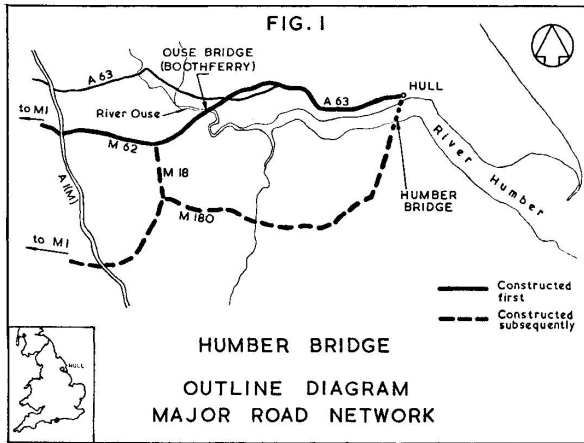 FIG. 1
OUSE BRIDGE
(BOOTHFERRY)
A 63
HULL
to M1
River Ouse
A 63
M 62
A 1(M)
M 18
River Humber
HUMBER
BRIDGE
M 180
to M1
Constructed
first
Constructed
subsequently
HULL
HUMBER BRIDGE
OUTLINE DIAGRAM
MAJOR ROAD NETWORK